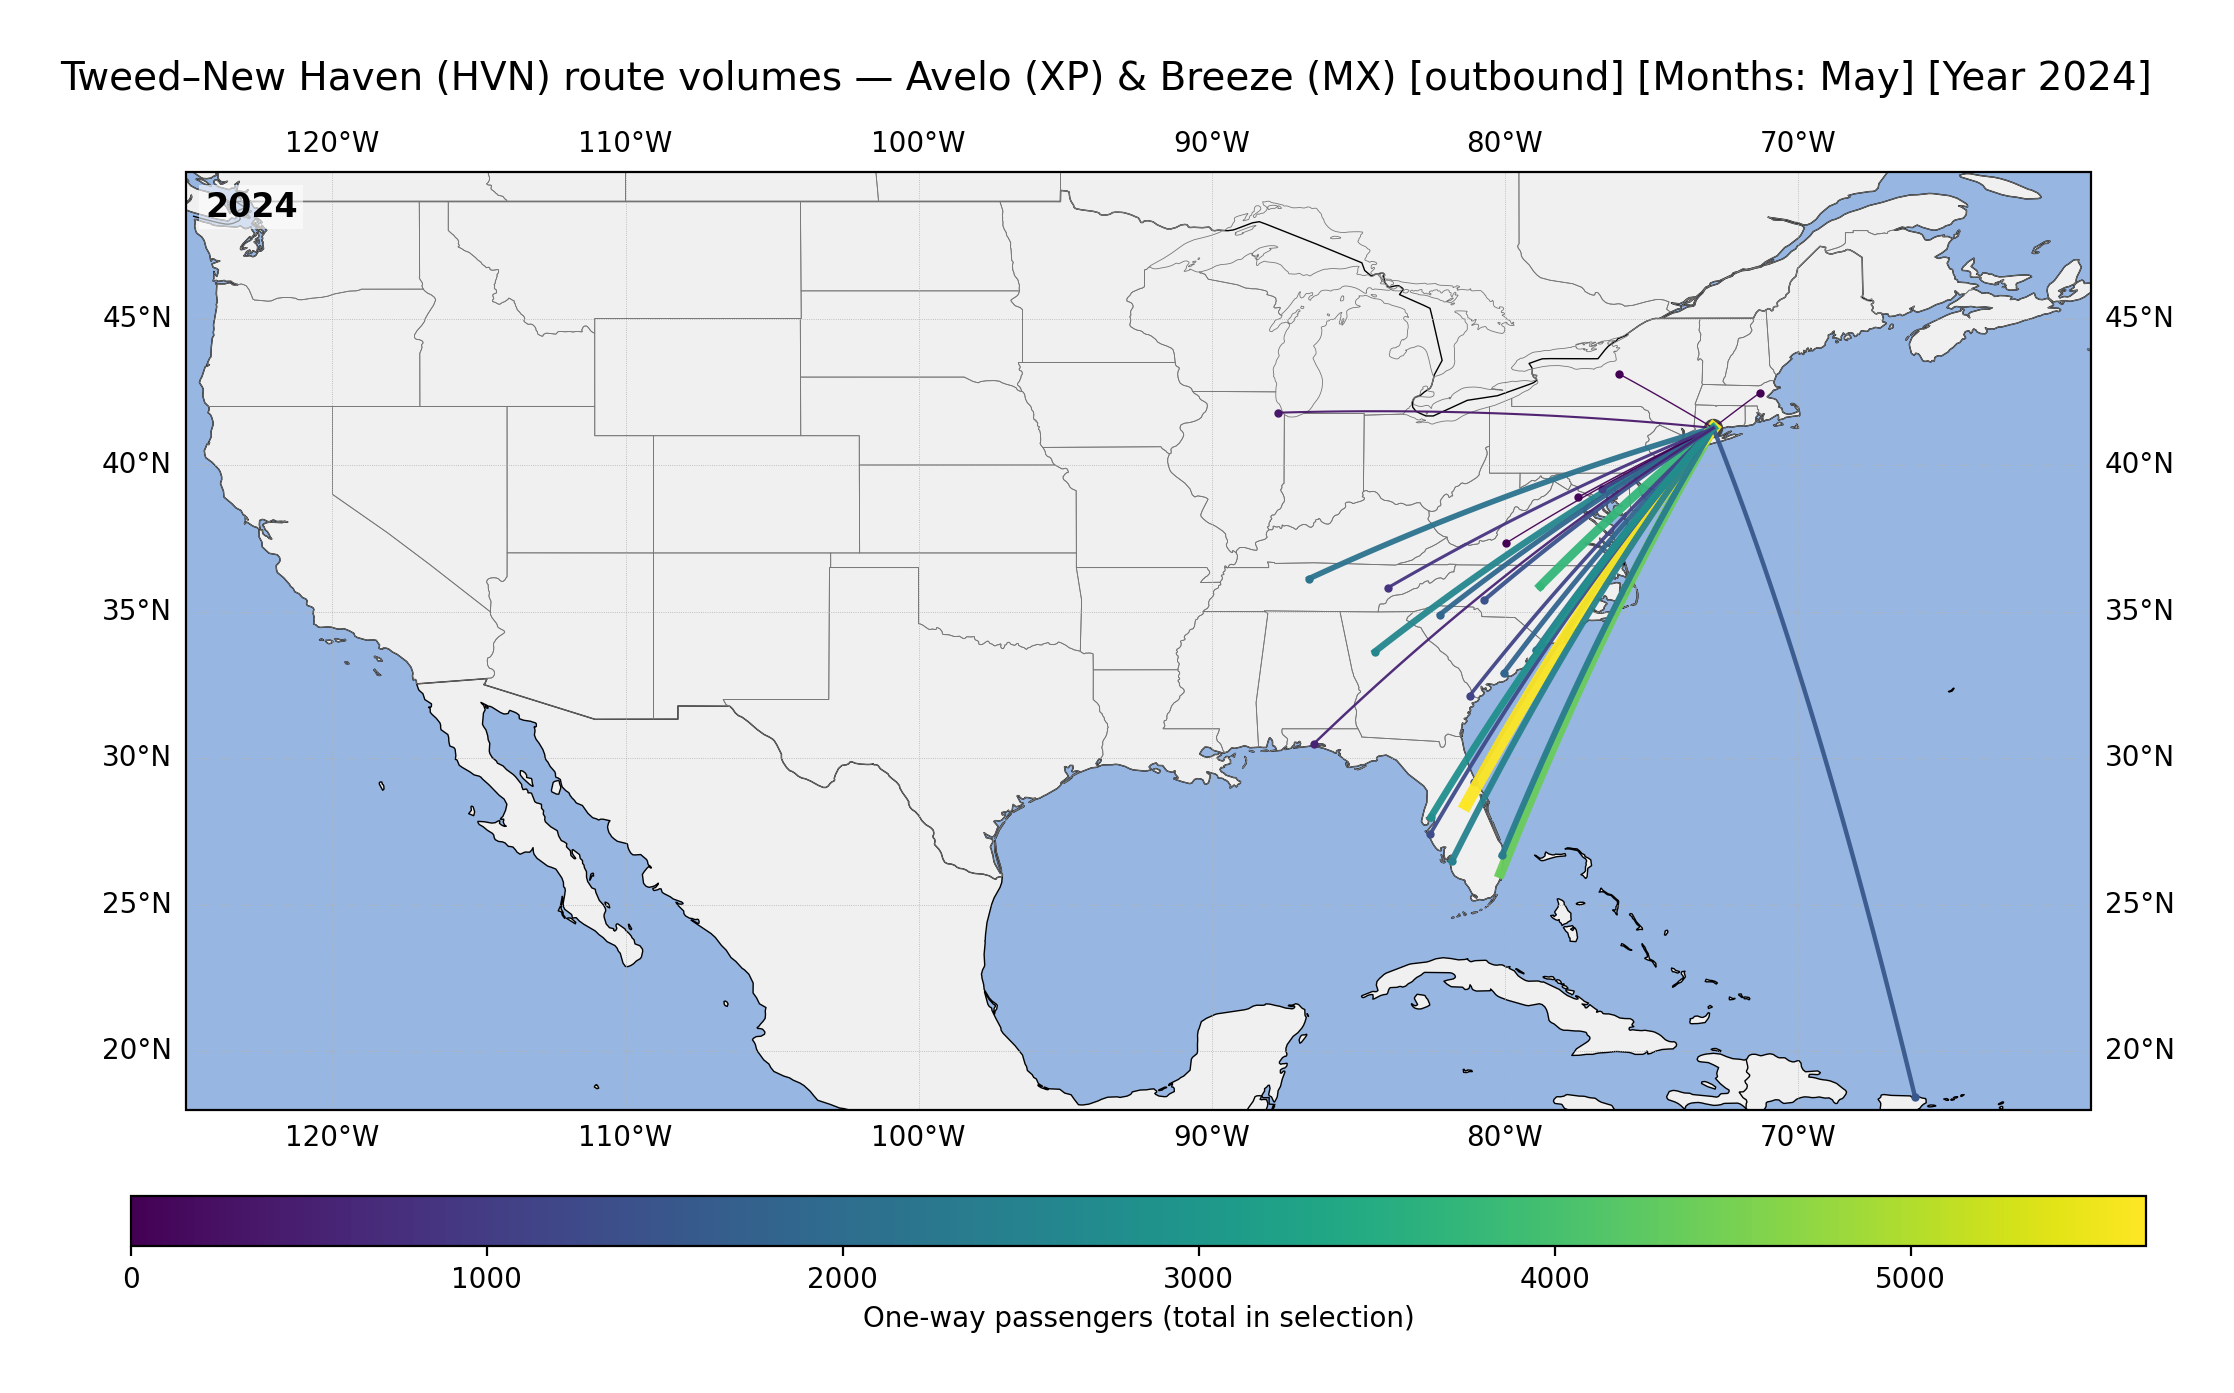 Tweed–New Haven (HVN) route volumes — Avelo (XP) & Breeze (MX) [outbound] [Months: May] [Year 2024]
120°W 110°W 100°W 90°W 80°W 70°W
2024
45°N 45°N
40°N 40°N
35°N 35°N
30°N 30°N
25°N 25°N
20°N 20°N
120°W 110°W 100°W 90°W 80°W 70°W
0 1000 2000 3000 4000 5000
One-way passengers (total in selection)